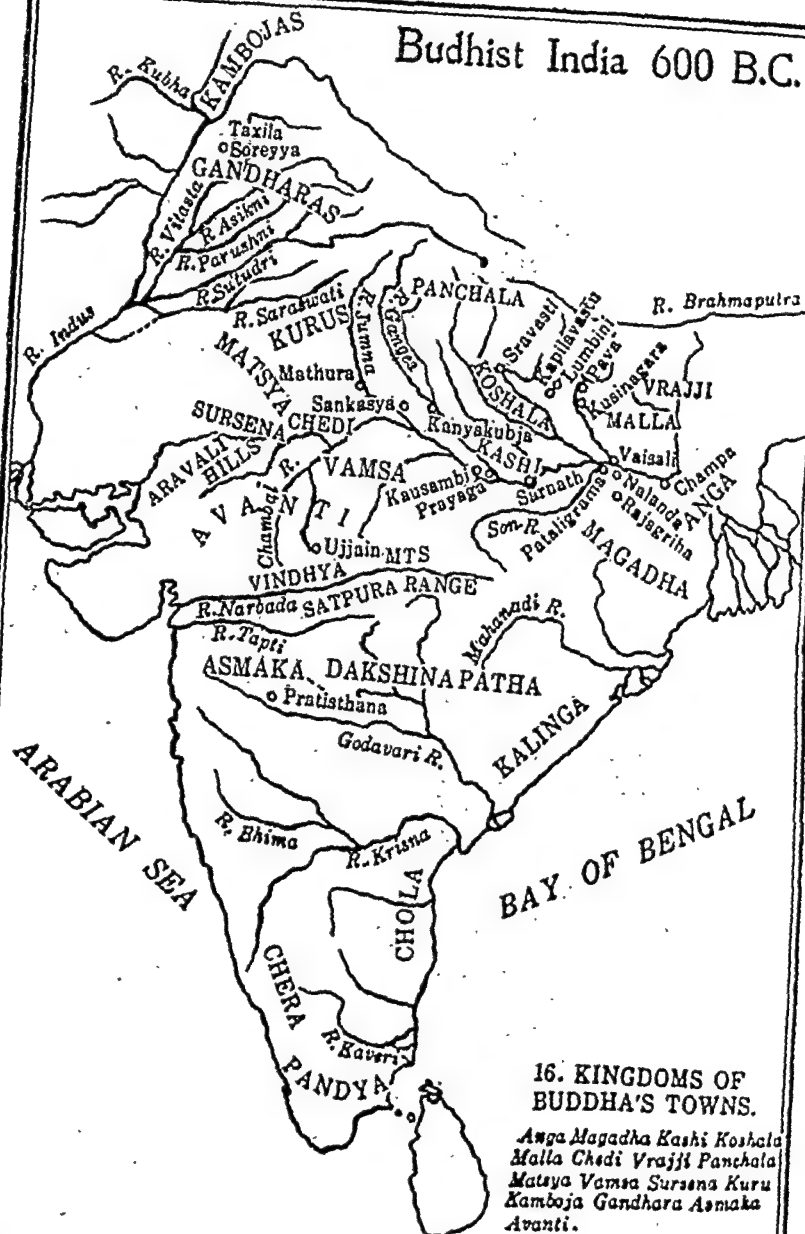 Budhist India 600 B.C.
KAMBOJAS
R. Kubha
Taxila
Soreyya
GANDHARAS
R. Vitasta
R Asikni
R. Parushni
R. Sutudri
R. Saraswati
R. Indus
KURUS
R. Jumna
R. Ganges
PANCHALA
R. Brahmaputra
Sravasti
Kapilavastu
Lumbini
Pava
Kusinagara
VRAJJI
MALLA
KOSHALA
MATSYA
Mathura
Sankasya
Kanyakubja
SURSENA
CHEDI
KASHI
Vaisali
Champa
ANGA
ARAVALI
HILLS
VAMSA
Kausambi
Prayaga
Sarnath
Nalanda
Rajagriha
Pataligrama
Son R.
MAGADHA
AVANTI
Chambal R.
Ujjain
VINDHYA MTS
R. Narbada
SATPURA RANGE
R. Tapti
Mahanadi R.
ASMAKA
DAKSHINA PATHA
Pratisthana
Godavari R.
KALINGA
ARABIAN SEA
R. Bhima
R. Krisna
BAY OF BENGAL
CHOLA
CHERA
R. Kaveri
PANDYA
16. KINGDOMS OF
BUDDHA'S TOWNS.
Anga Magadha Kashi Koshala
Malla Chedi Vrajji Panchala
Matsya Vamsa Sursena Kuru
Kamboja Gandhara Asmaka
Avanti.